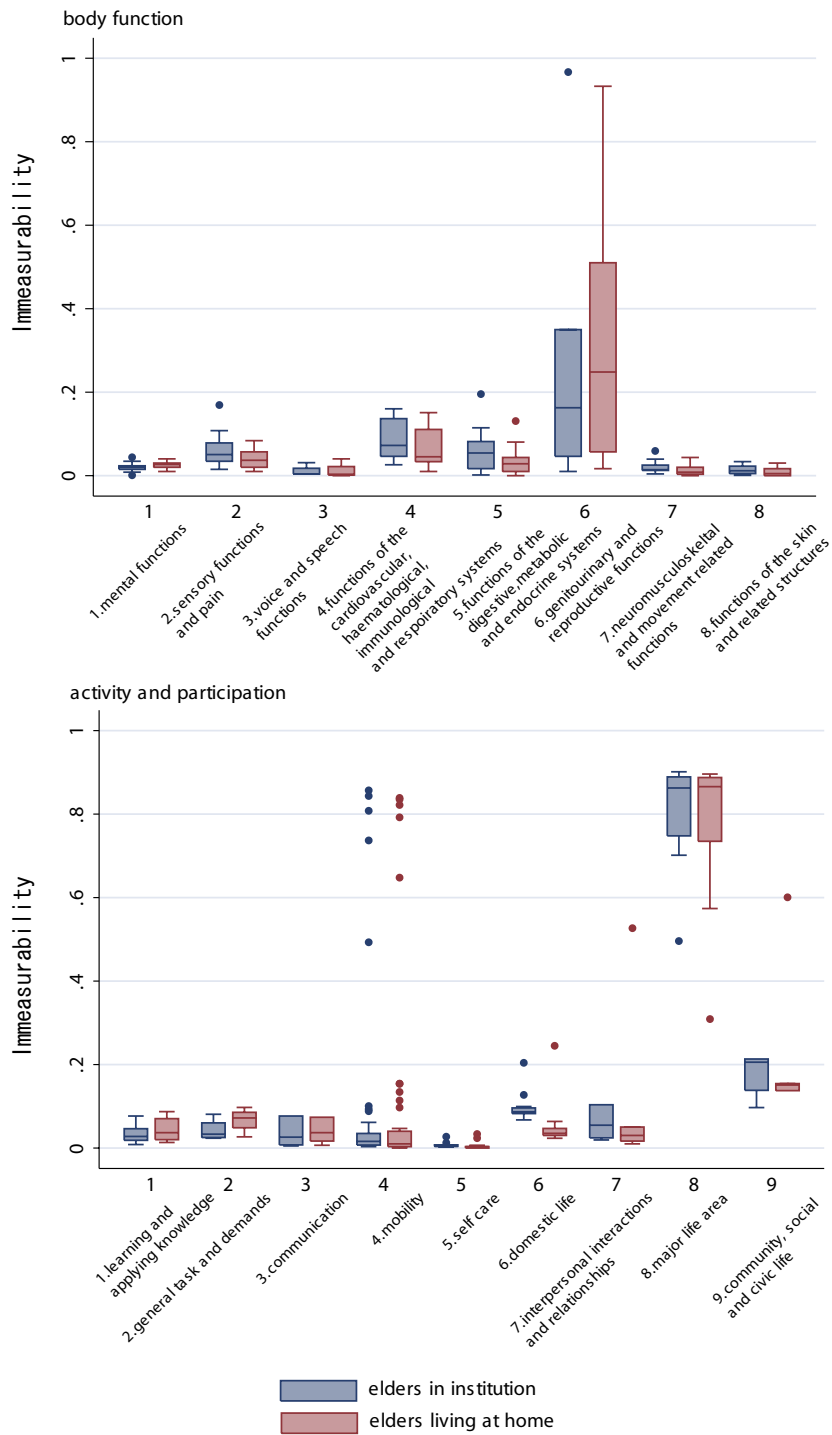 body function
Immeasurability
1
.8
.6
.4
.2
0
1 2 3 4 5 6 7 8
1.mental functions
2.sensory functions
and pain
3.voice and speech
functions
4.functions of the
cardiovascular,
haematological,
immunological
and respoiratory systems
5.functions of the
digestive,metabolic
and endocrine systems
6.genitourinary and
reproductive functions
7.neuromusculoskeltal
and movement related
functions
8.functions of the skin
and related structures
activity and participation
Immeasurability
1
.8
.6
.4
.2
0
1 2 3 4 5 6 7 8 9
1.learning and
applying knowledge
2.general task and demands
3.communication
4.mobility
5.self care
6.domestic life
7.interpersonal interactions
and relationships
8.major life area
9.community, social
and civic life
elders in institution
elders living at home